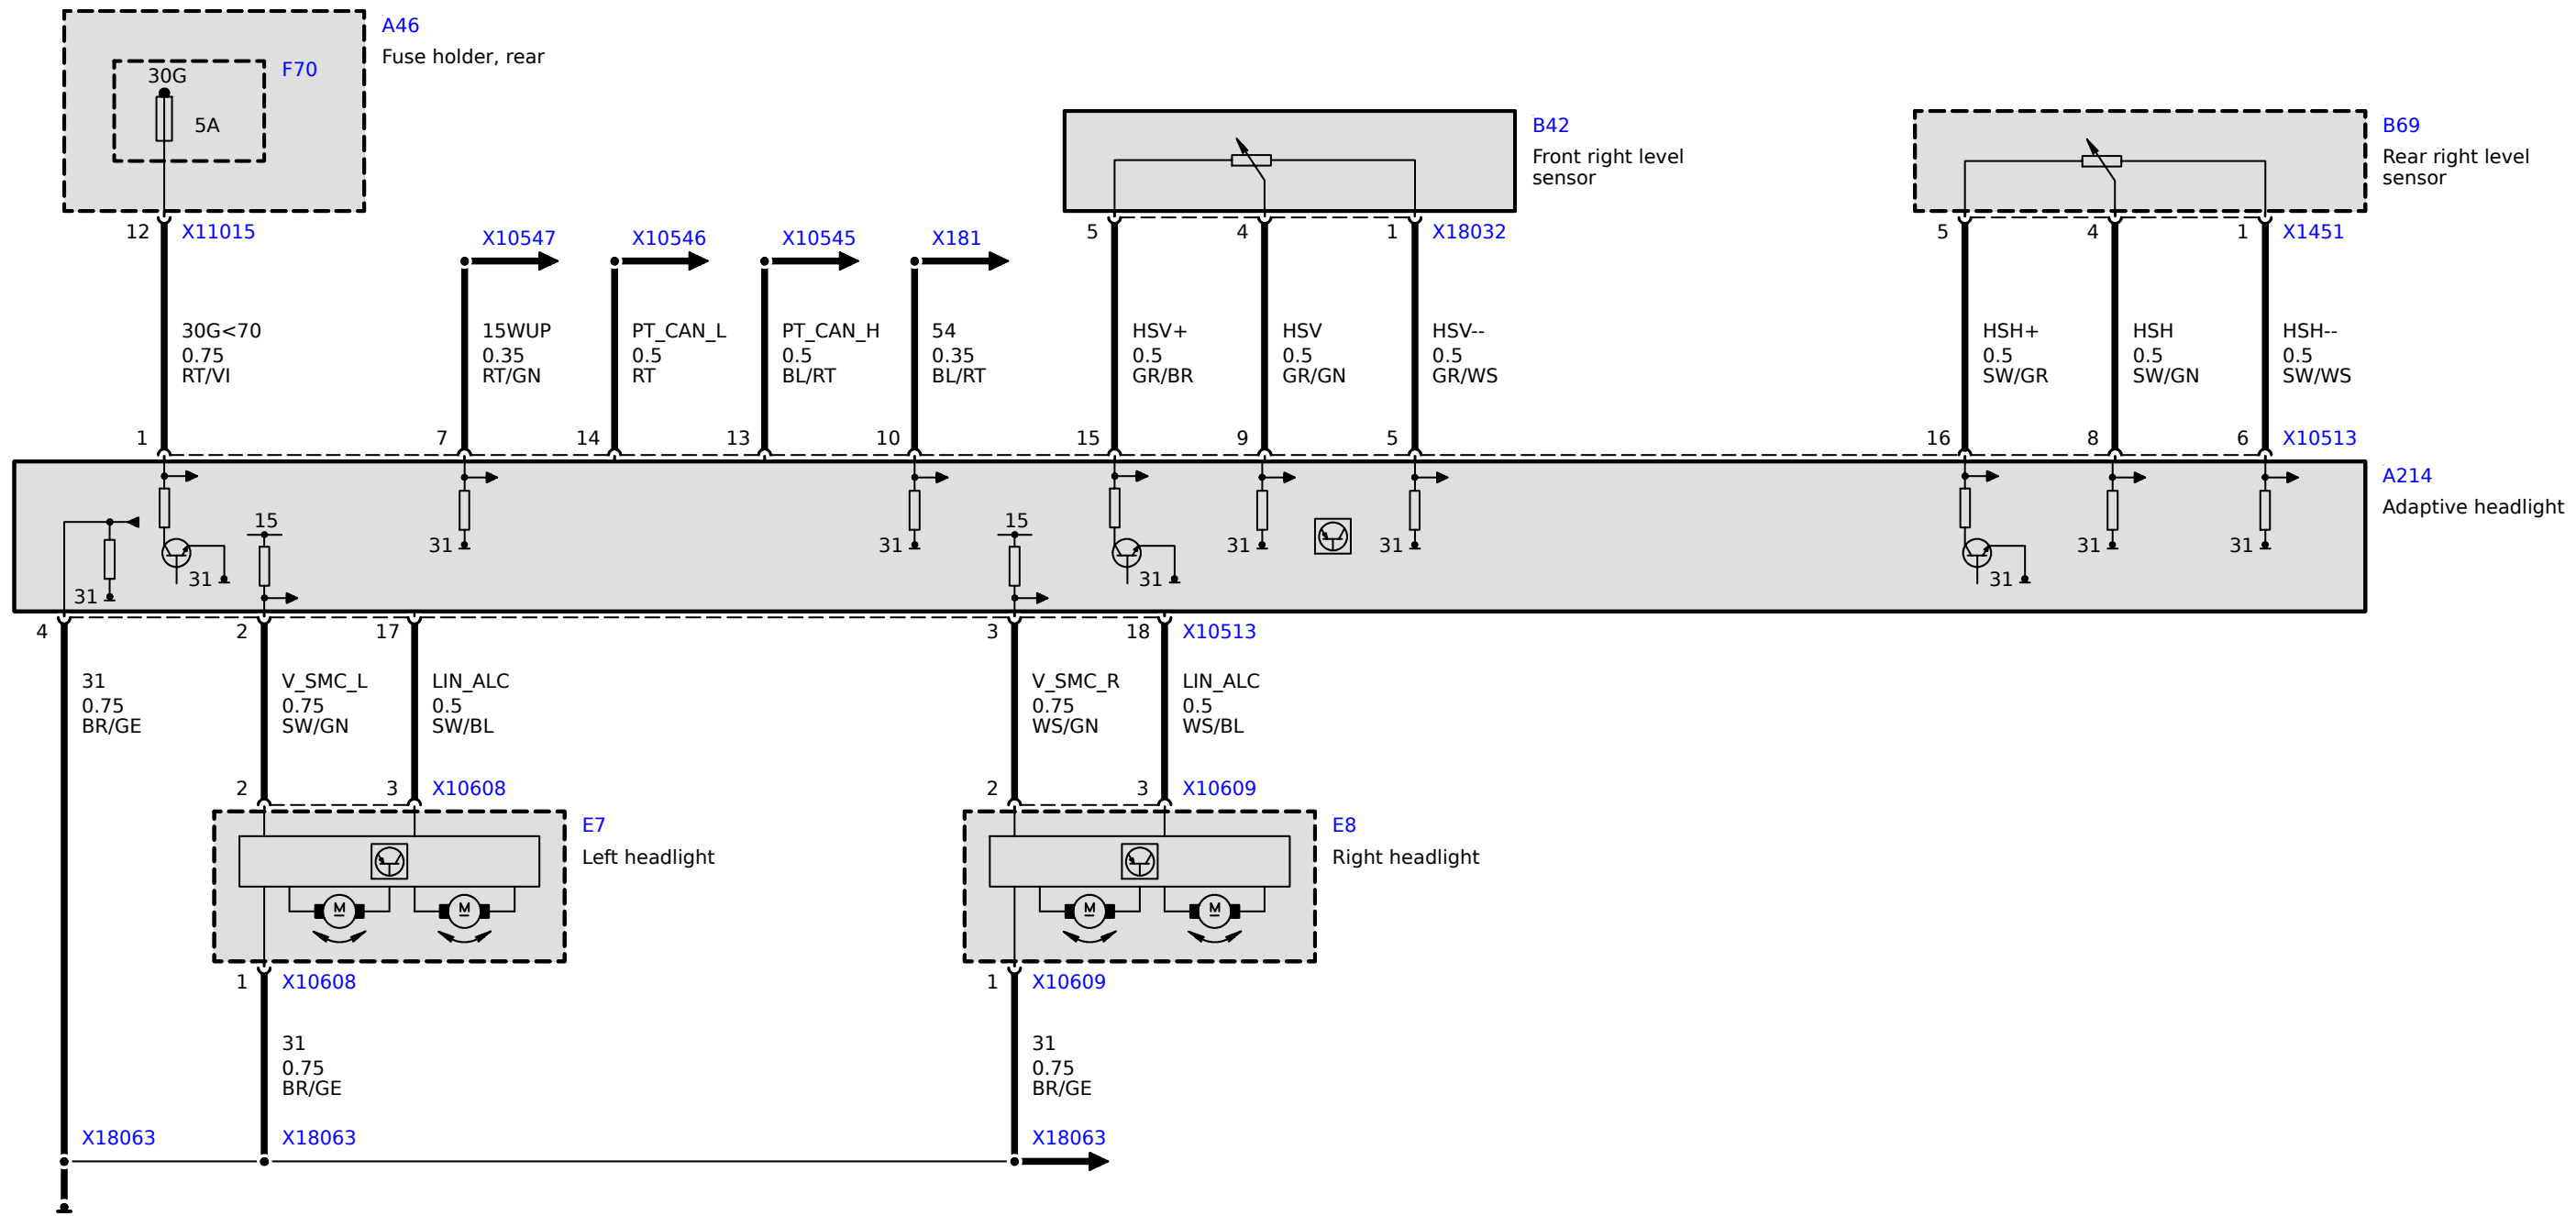 A46
Fuse holder, rear
F70
30G
5A
B42
Front right level
sensor
B69
Rear right level
sensor
12 X11015
X10547 X10546 X10545 X181
5 4 1 X18032
5 4 1 X1451
30G<70
0.75
RT/VI
15WUP
0.35
RT/GN
PT_CAN_L
0.5
RT
PT_CAN_H
0.5
BL/RT
54
0.35
BL/RT
HSV+
0.5
GR/BR
HSV
0.5
GR/GN
HSV--
0.5
GR/WS
HSH+
0.5
SW/GR
HSH
0.5
SW/GN
HSH--
0.5
SW/WS
1 7 14 13 10 15 9 5 16 8 6 X10513
A214
Adaptive headlight
15 15
31 31 31 31 31 31
31 31 31
31
4 2 17 3 18 X10513
31
0.75
BR/GE
V_SMC_L
0.75
SW/GN
LIN_ALC
0.5
SW/BL
V_SMC_R
0.75
WS/GN
LIN_ALC
0.5
WS/BL
2 3 X10608
2 3 X10609
E7
Left headlight
M M
E8
Right headlight
M M
1 X10608
1 X10609
31
0.75
BR/GE
31
0.75
BR/GE
X18063 X18063 X18063